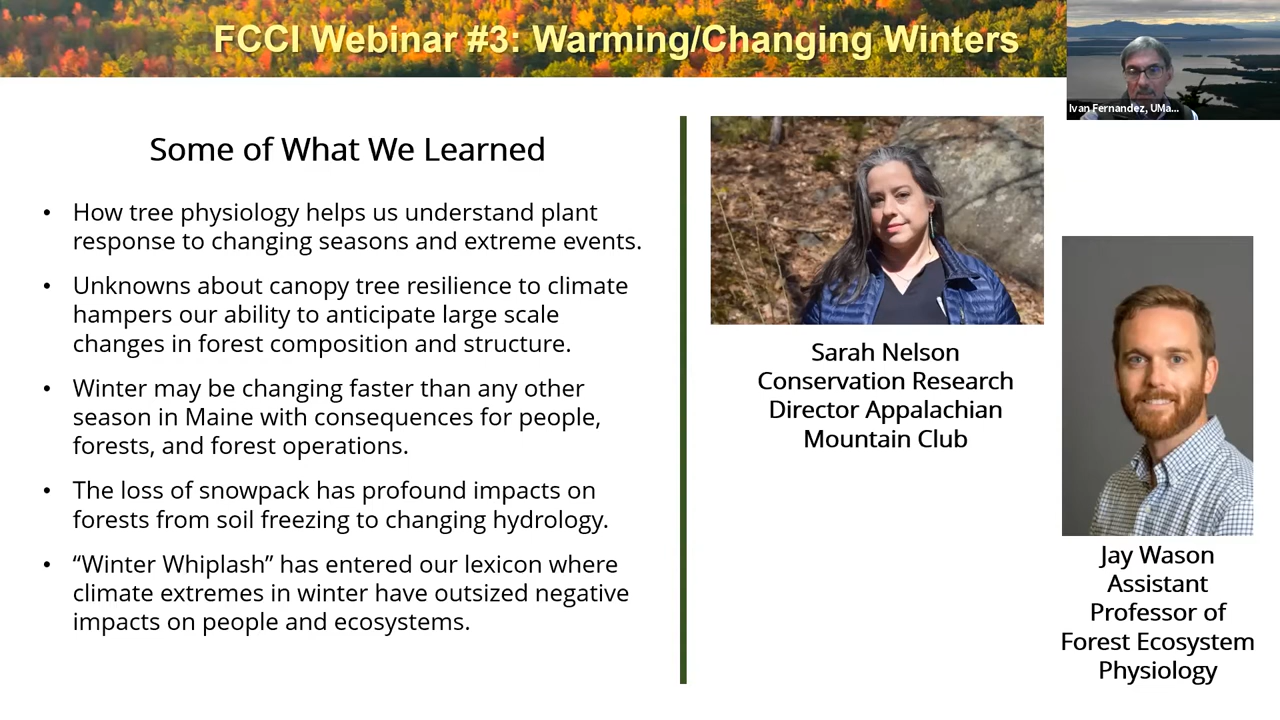 FCCI Webinar #3: Warming/Changing Winters
Ivan Fernandez, UMa...
Some of What We Learned
• How tree physiology helps us understand plant
response to changing seasons and extreme events.
• Unknowns about canopy tree resilience to climate
hampers our ability to anticipate large scale
changes in forest composition and structure.
• Winter may be changing faster than any other
season in Maine with consequences for people,
forests, and forest operations.
• The loss of snowpack has profound impacts on
forests from soil freezing to changing hydrology.
• “Winter Whiplash” has entered our lexicon where
climate extremes in winter have outsized negative
impacts on people and ecosystems.
Sarah Nelson
Conservation Research
Director Appalachian
Mountain Club
Jay Wason
Assistant
Professor of
Forest Ecosystem
Physiology